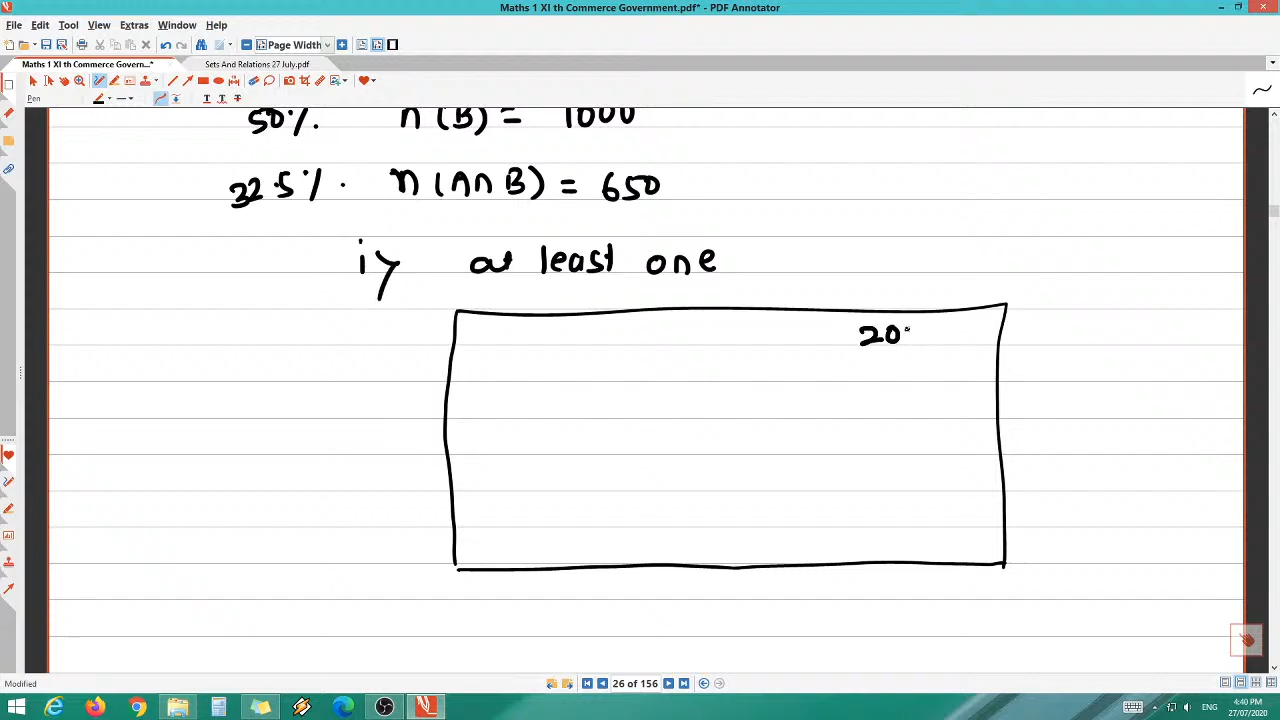 Maths 1 XI th Commerce Government.pdf* - PDF Annotator
File Edit Tool View Extras Window Help
Page Width
Maths 1 XI th Commerce Govern...* Sets And Relations 27 July.pdf
Pen
50%. n(B) = 1000
n(A∩B) = 650
i) at least one
20
26 of 156
Modified
4:40 PM
ENG
27/07/2020